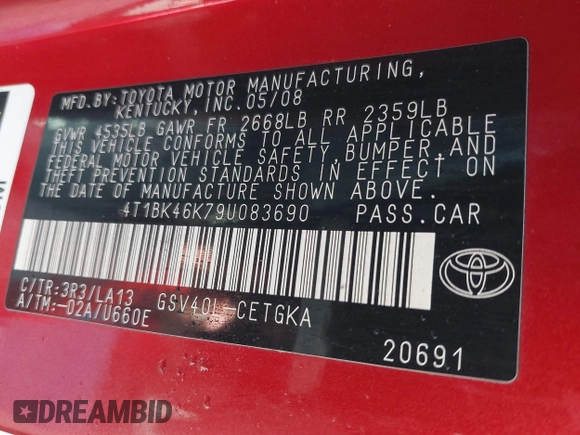 MFD.BY:TOYOTA MOTOR MANUFACTURING,
KENTUCKY, INC. 05/08
GVWR 4535LB GAWR FR 2668LB RR 2359LB
THIS VEHICLE CONFORMS TO ALL APPLICABLE
FEDERAL MOTOR VEHICLE SAFETY, BUMPER, AND
THEFT PREVENTION STANDARDS IN EFFECT ON
THE DATE OF MANUFACTURE SHOWN ABOVE.
4T1BK46K79U083690 PASS.CAR
C/TR:3R3/LA13 GSV40L-CETGKA
A/TM:-02A/U660E
20691
DREAMBID